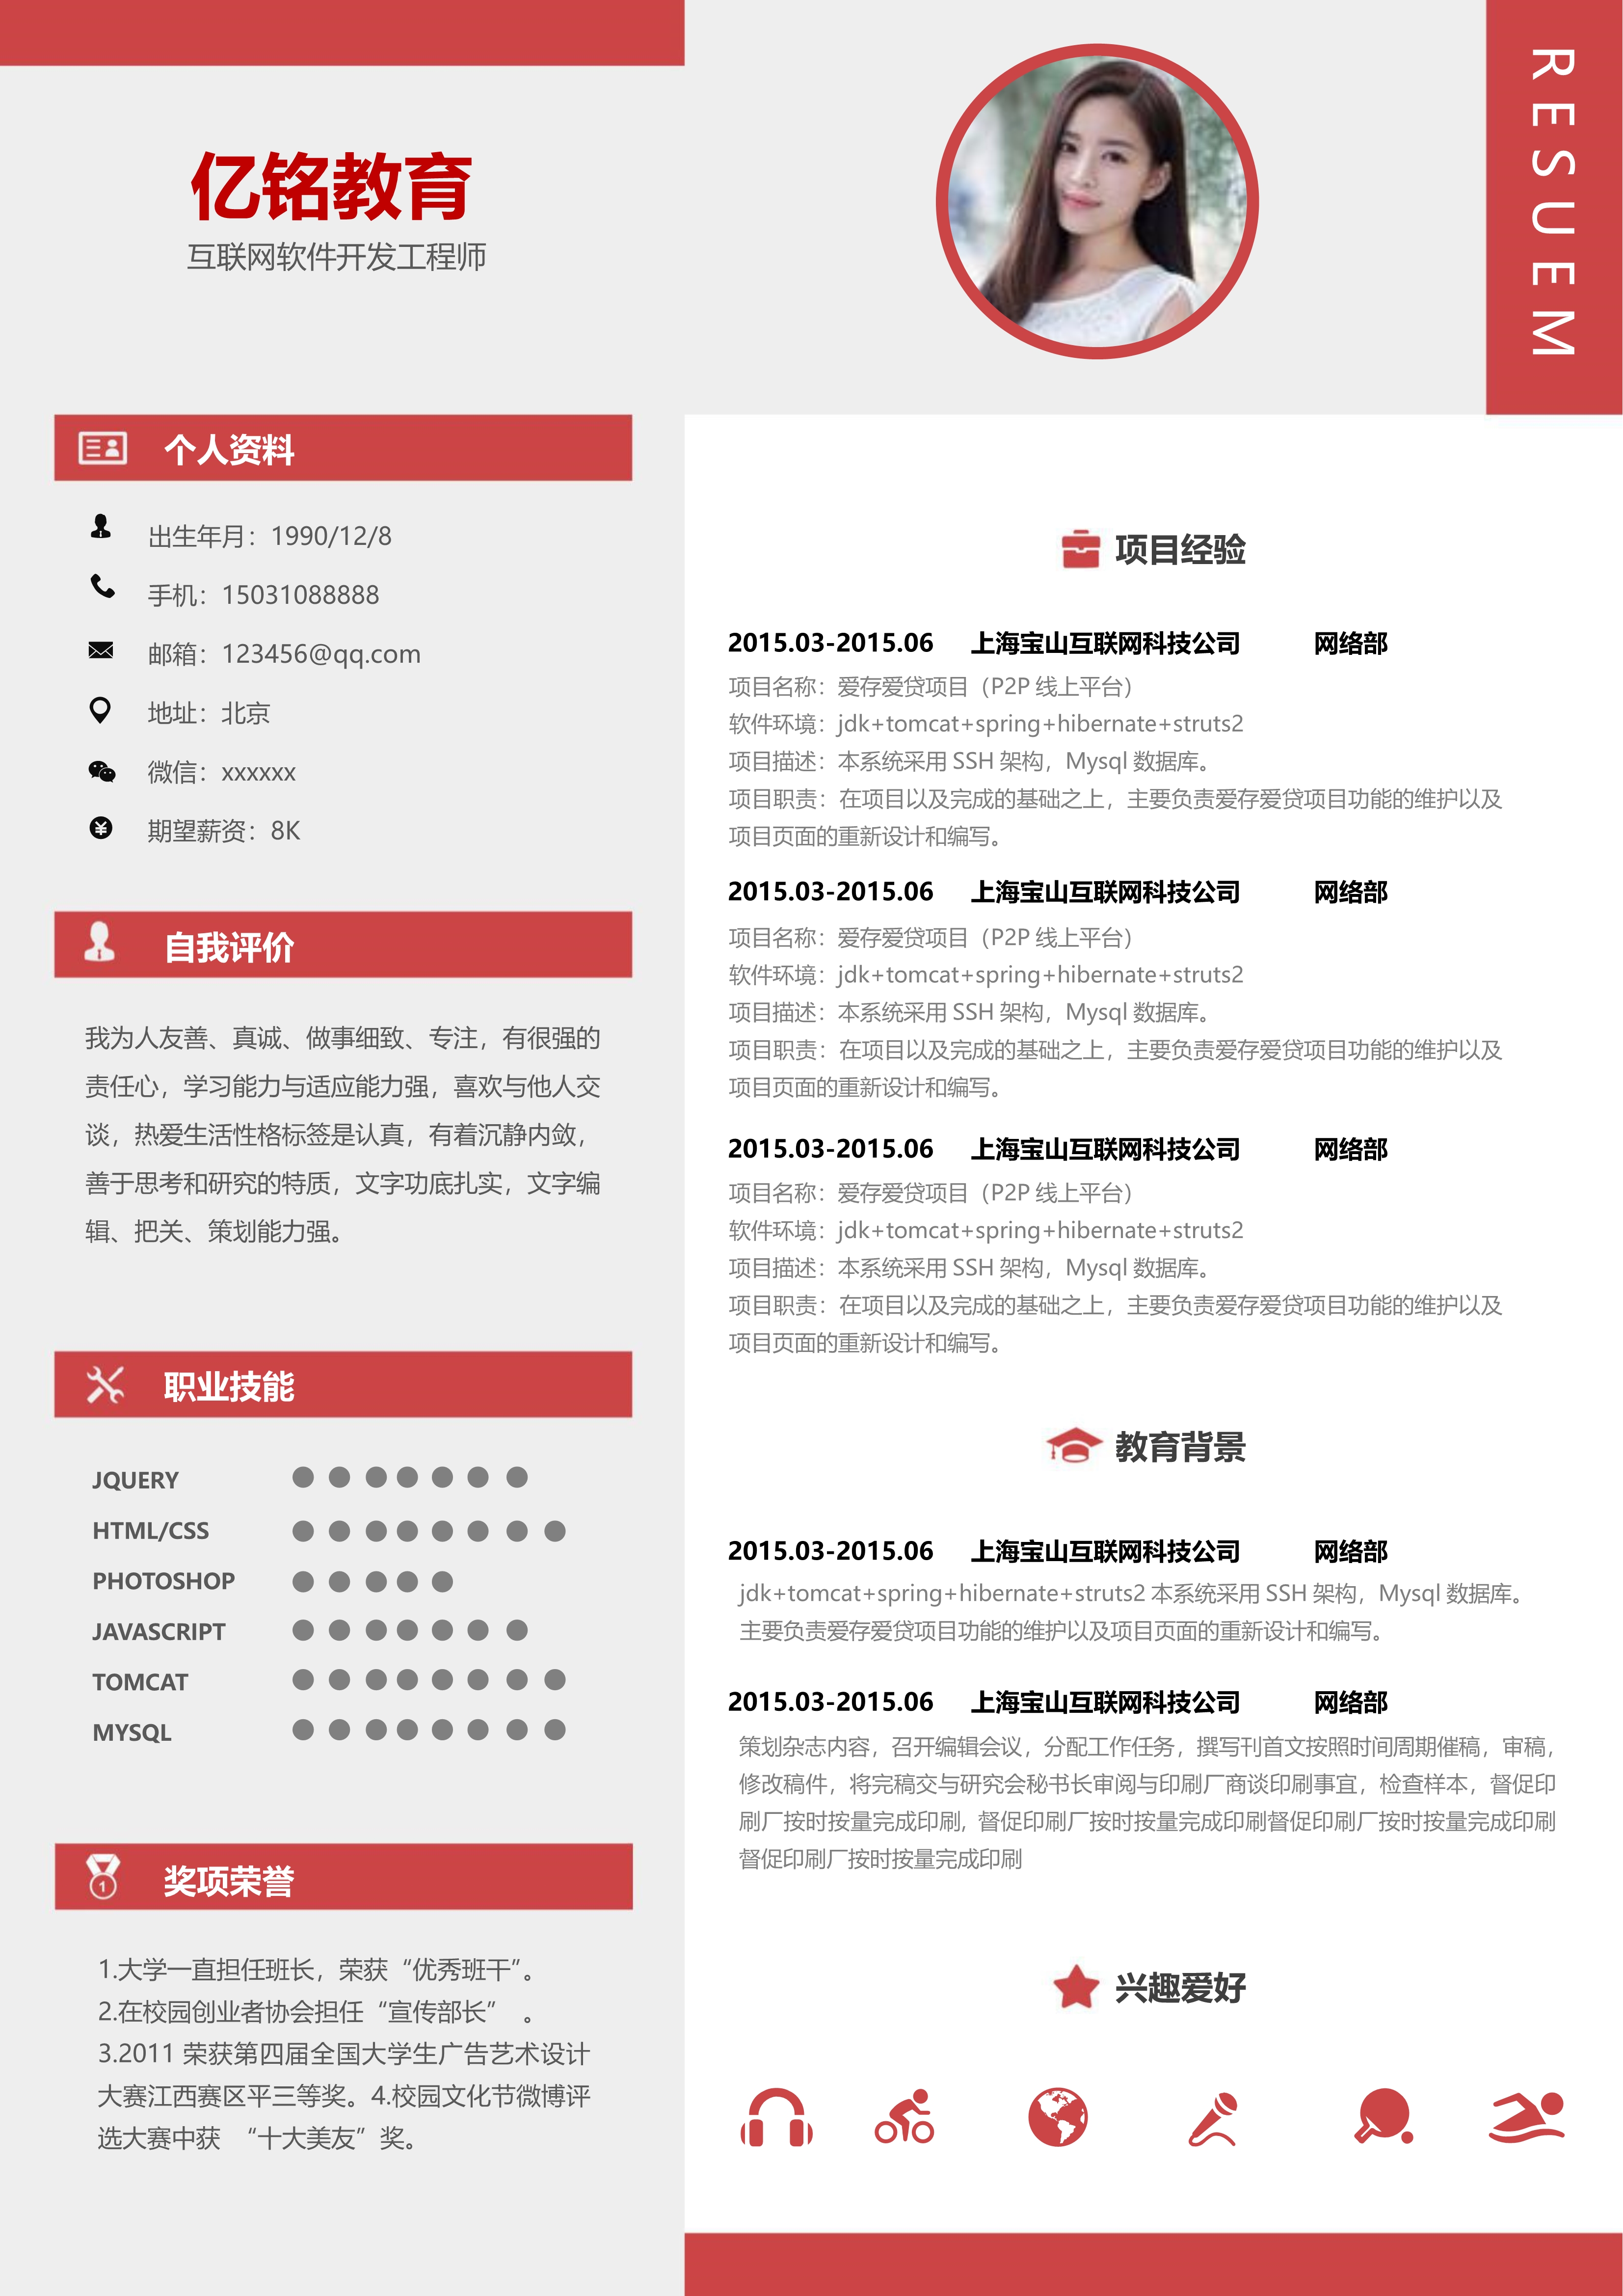 亿铭教育
互联网软件开发工程师
RESUEM
个人资料
出生年月：1990/12/8
手机：15031088888
邮箱：123456@qq.com
地址：北京
微信：xxxxxx
期望薪资：8K
自我评价
我为人友善、真诚、做事细致、专注，有很强的
责任心，学习能力与适应能力强，喜欢与他人交
谈，热爱生活性格标签是认真，有着沉静内敛，
善于思考和研究的特质，文字功底扎实，文字编
辑、把关、策划能力强。
职业技能
JQUERY
HTML/CSS
PHOTOSHOP
JAVASCRIPT
TOMCAT
MYSQL
奖项荣誉
1.大学一直担任班长，荣获“优秀班干”。
2.在校园创业者协会担任“宣传部长” 。
3.2011 荣获第四届全国大学生广告艺术设计
大赛江西赛区平三等奖。4.校园文化节微博评
选大赛中获 “十大美友”奖。
项目经验
2015.03-2015.06 上海宝山互联网科技公司 网络部
项目名称：爱存爱贷项目（P2P 线上平台）
软件环境：jdk+tomcat+spring+hibernate+struts2
项目描述：本系统采用 SSH 架构，Mysql 数据库。
项目职责：在项目以及完成的基础之上，主要负责爱存爱贷项目功能的维护以及
项目页面的重新设计和编写。
2015.03-2015.06 上海宝山互联网科技公司 网络部
项目名称：爱存爱贷项目（P2P 线上平台）
软件环境：jdk+tomcat+spring+hibernate+struts2
项目描述：本系统采用 SSH 架构，Mysql 数据库。
项目职责：在项目以及完成的基础之上，主要负责爱存爱贷项目功能的维护以及
项目页面的重新设计和编写。
2015.03-2015.06 上海宝山互联网科技公司 网络部
项目名称：爱存爱贷项目（P2P 线上平台）
软件环境：jdk+tomcat+spring+hibernate+struts2
项目描述：本系统采用 SSH 架构，Mysql 数据库。
项目职责：在项目以及完成的基础之上，主要负责爱存爱贷项目功能的维护以及
项目页面的重新设计和编写。
教育背景
2015.03-2015.06 上海宝山互联网科技公司 网络部
jdk+tomcat+spring+hibernate+struts2 本系统采用 SSH 架构，Mysql 数据库。
主要负责爱存爱贷项目功能的维护以及项目页面的重新设计和编写。
2015.03-2015.06 上海宝山互联网科技公司 网络部
策划杂志内容，召开编辑会议，分配工作任务，撰写刊首文按照时间周期催稿，审稿，
修改稿件，将完稿交与研究会秘书长审阅与印刷厂商谈印刷事宜，检查样本，督促印
刷厂按时按量完成印刷, 督促印刷厂按时按量完成印刷督促印刷厂按时按量完成印刷
督促印刷厂按时按量完成印刷
兴趣爱好